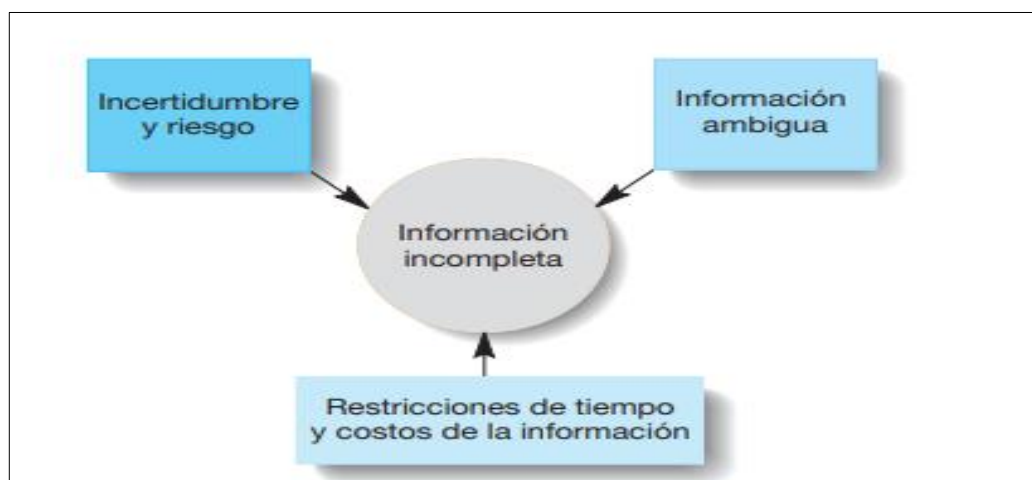 Incertidumbre
y riesgo
Información
ambigua
Información
incompleta
Restricciones de tiempo
y costos de la información